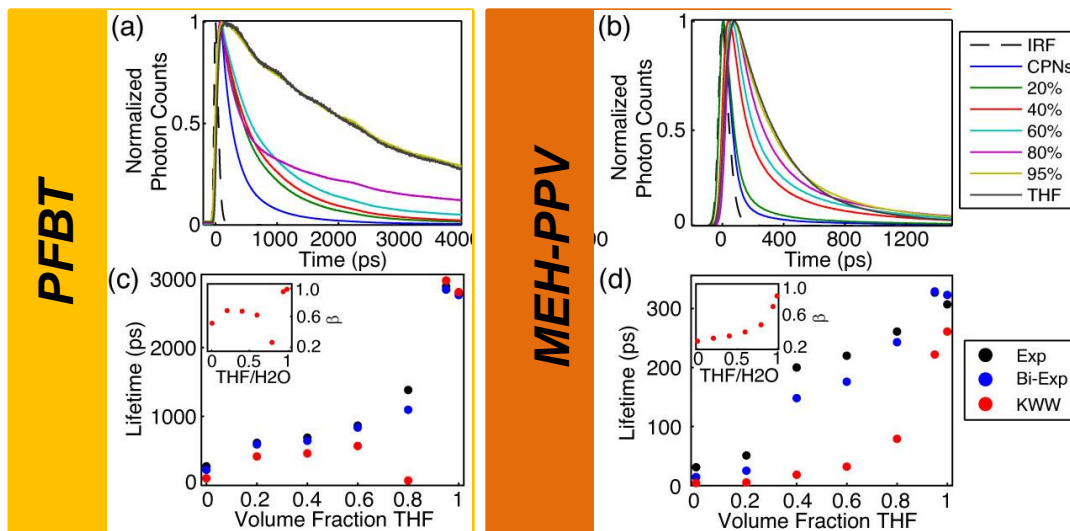 PFBT
(a)
Normalized
Photon Counts
1
0.5
0
0 1000 2000 3000 4000
Time (ps)
MEH-PPV
(b)
Normalized
Photon Counts
1
0.5
0
00
0 400 800 1200
Time (ps)
IRF
CPNs
20%
40%
60%
80%
95%
THF
(c)
Lifetime (ps)
3000
2000
1000
0
0 0.2 0.4 0.6 0.8 1
Volume Fraction THF
1.0
0.6
0.2
β
0 0.5 1
THF/H2O
(d)
Lifetime (ps)
300
200
100
0
0 0.2 0.4 0.6 0.8 1
Volume Fraction THF
1.0
0.6
0.2
β
0 0.5 1
THF/H2O
Exp
Bi-Exp
KWW